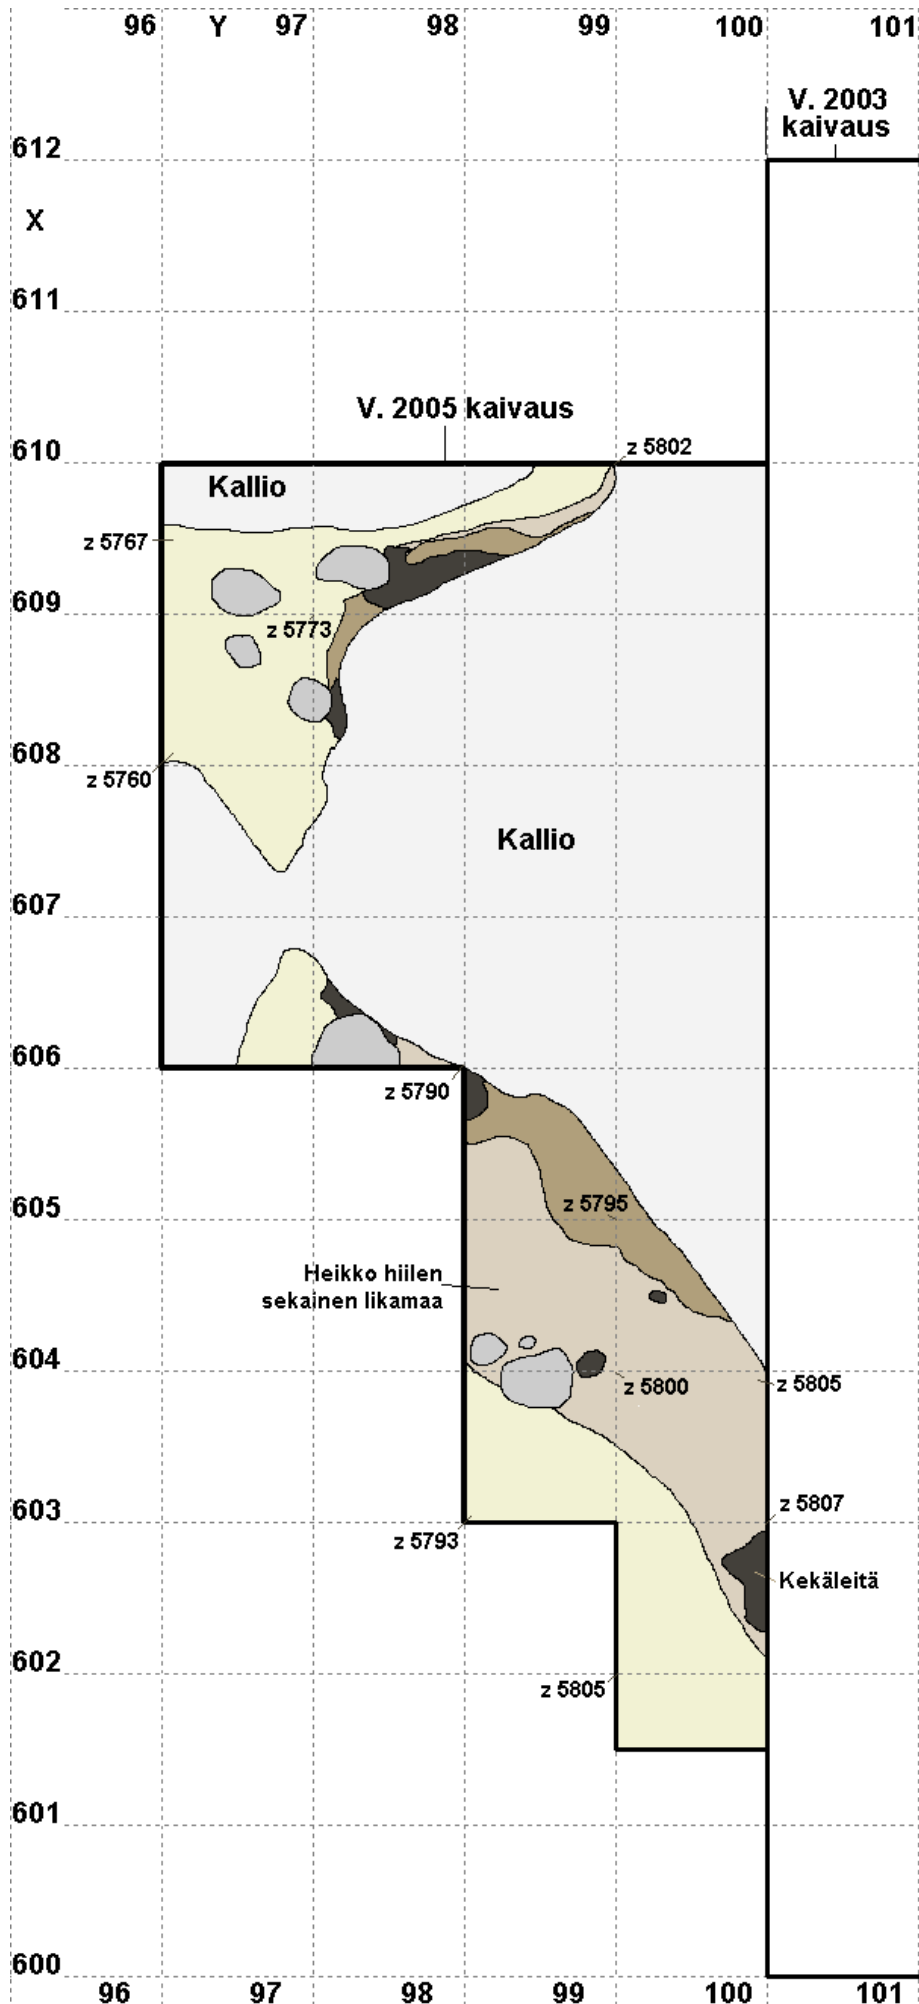 96 Y 97 98 99 100 101
V. 2003
kaivaus
612
X
611
V. 2005 kaivaus
610
z 5802
Kallio
z 5767
609
z 5773
608
z 5760
Kallio
607
606
z 5790
605
z 5795
Heikko hiilen
sekainen likamaa
604
z 5800
z 5805
z 5807
603
z 5793
Kekäleitä
602
z 5805
601
600
96 97 98 99 100 101